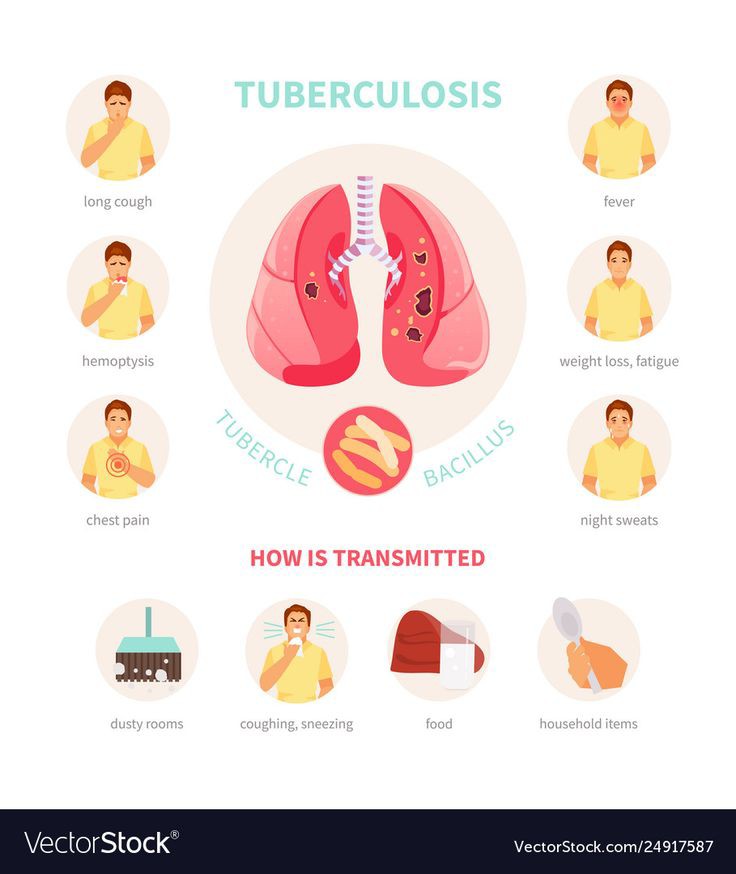 TUBERCULOSIS
long cough
fever
hemoptysis
weight loss, fatigue
chest pain
night sweats
TUBERCLE BACILLUS
HOW IS TRANSMITTED
dusty rooms
coughing, sneezing
food
household items
VectorStock®
VectorStock.com/24917587